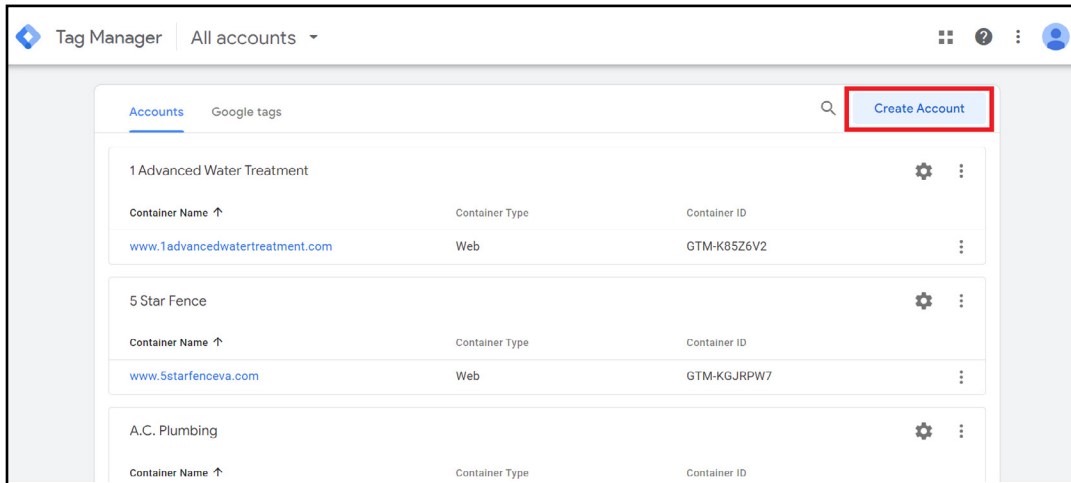 Tag Manager All accounts
Accounts Google tags Create Account
1 Advanced Water Treatment
Container Name Container Type Container ID
www.1advancedwatertreatment.com Web GTM-K85Z6V2
5 Star Fence
Container Name Container Type Container ID
www.5starfenceva.com Web GTM-KGJRPW7
A.C. Plumbing
Container Name Container Type Container ID